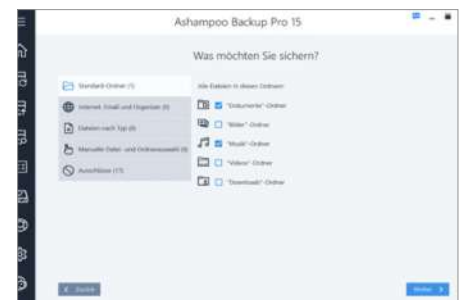 Ashampoo Backup Pro 15
Was möchten Sie sichern?
Standard-Ordner (1)
Alle Dateien in diesen Ordnern:
Internet, Email und Organizer (0)
"Dokumente"-Ordner
Dateien nach Typ (0)
"Bilder"-Ordner
Manuelle Datei- und Ordnerauswahl (0)
"Musik"-Ordner
Ausschlüsse (17)
"Videos"-Ordner
"Downloads"-Ordner
Zurück
Weiter